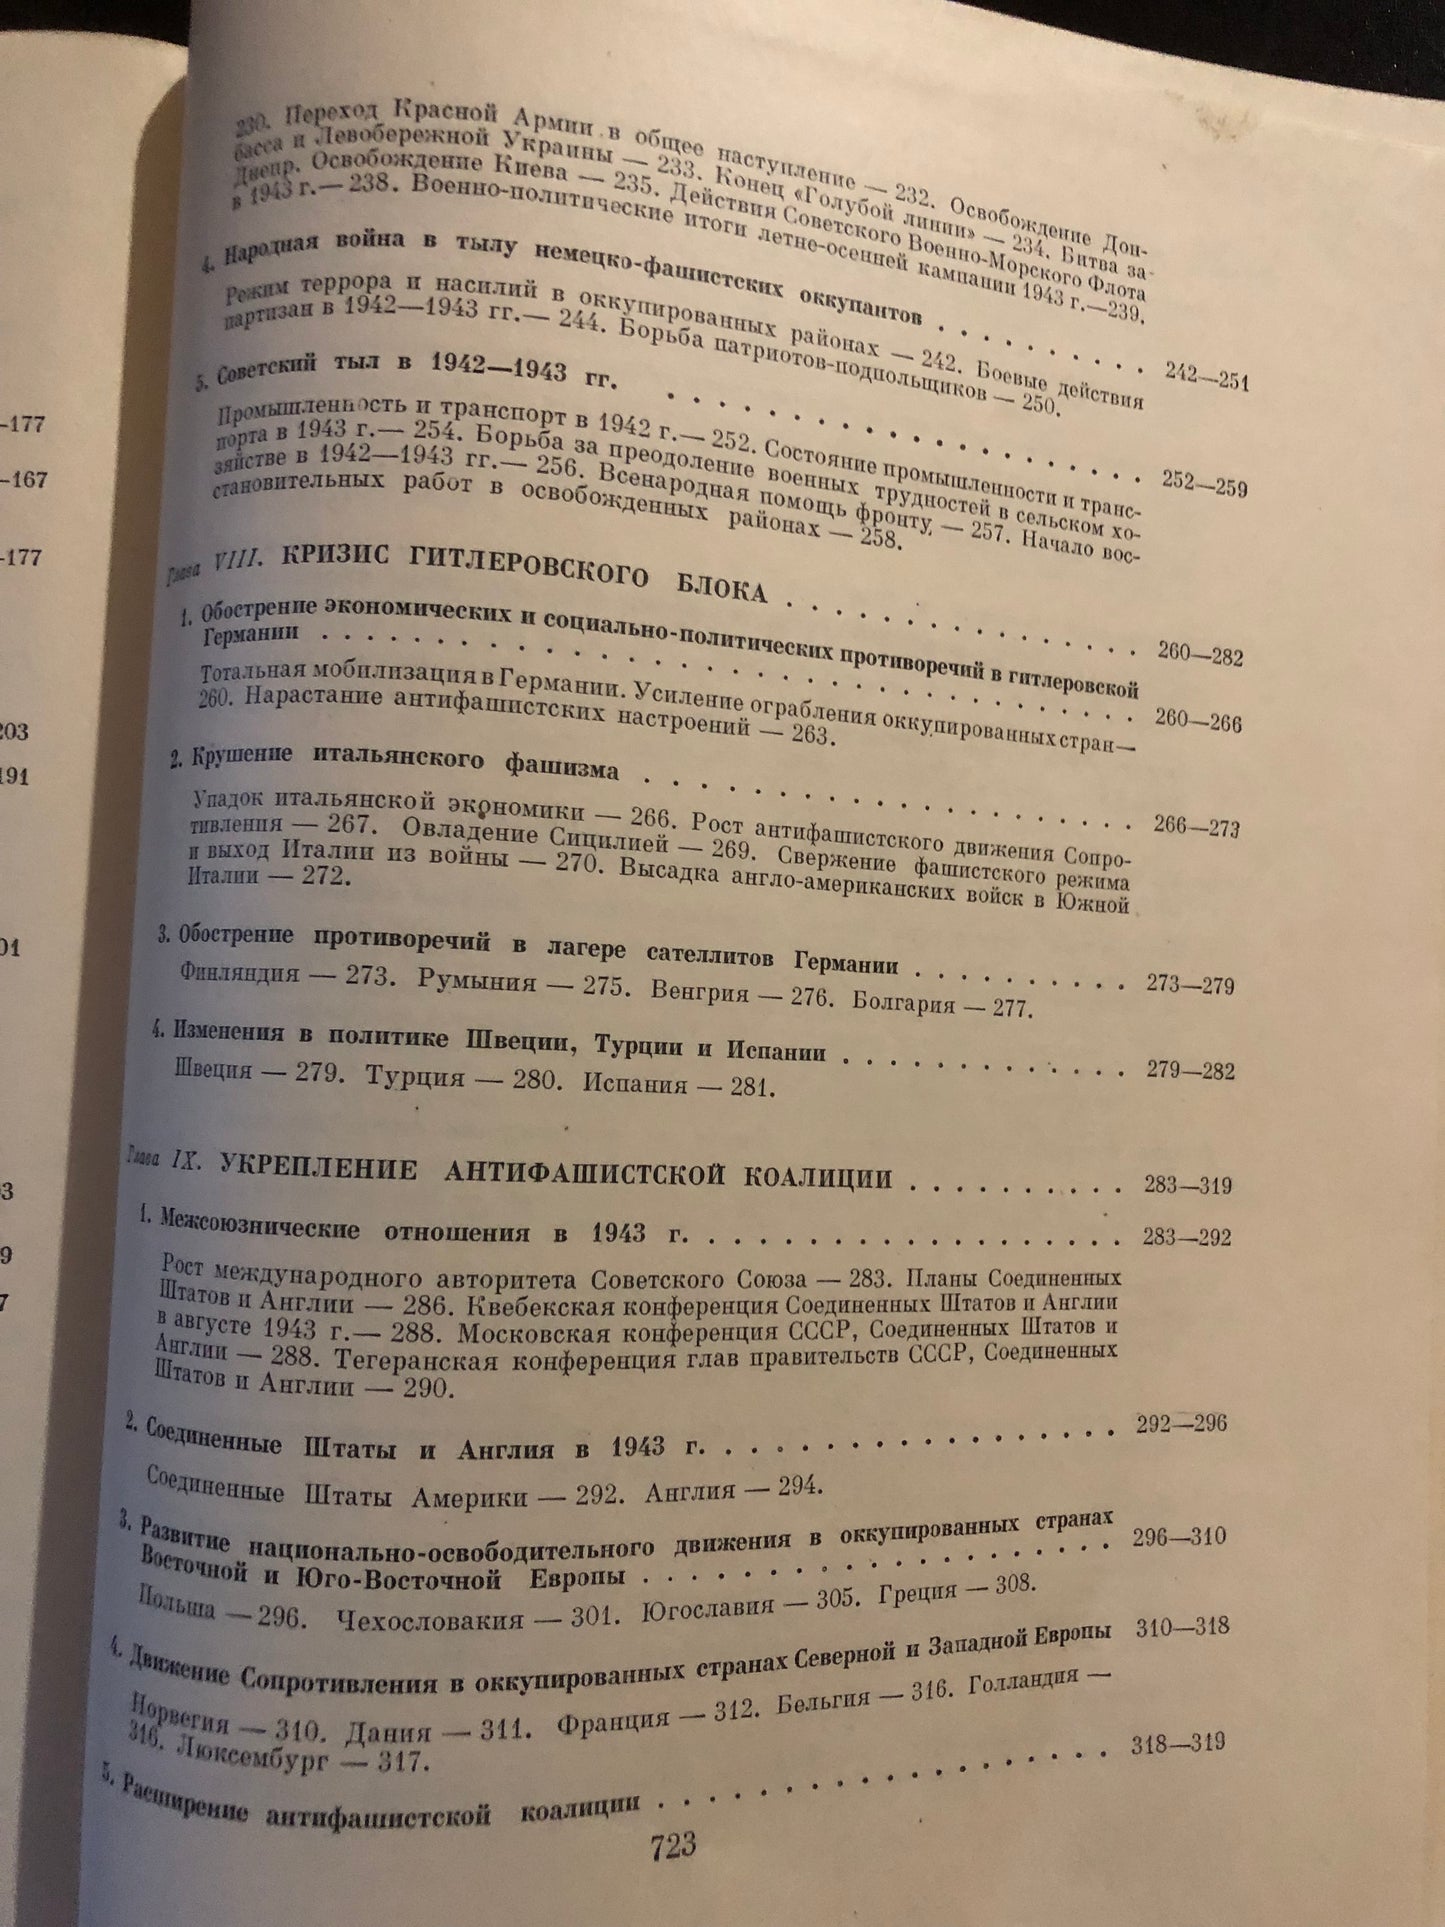 230. Переход Красной Армии в общее наступление — 232. Освобождение Дон-
басса и Левобережной Украины — 233. Конец «Голубой линии» — 234. Битва за
Днепр. Освобождение Киева — 235. Действия Советского Военно-Морского Флота
в 1943 г.— 238. Военно-политические итоги летне-осенней кампании 1943 г.—239.
4. Народная война в тылу немецко-фашистских оккупантов . . . . . . . . . 242—251
Режим террора и насилий в оккупированных районах — 242. Боевые действия
партизан в 1942—1943 гг.— 244. Борьба патриотов-подпольщиков — 250.
5. Советский тыл в 1942—1943 гг. . . . . . . . . . . . . . . . . . . . 252—259
Промышленность и транспорт в 1942 г.— 252. Состояние промышленности и транс-
порта в 1943 г.— 254. Борьба за преодоление военных трудностей в сельском хо-
зяйстве в 1942—1943 гг.— 256. Всенародная помощь фронту — 257. Начало вос-
становительных работ в освобожденных районах — 258.
Глава VIII. КРИЗИС ГИТЛЕРОВСКОГО БЛОКА . . . . . . . . . . . . . . . 260—282
1. Обострение экономических и социально-политических противоречий в гитлеровской
Германии . . . . . . . . . . . . . . . . . . . . . . . . . . . . . 260—266
Тотальная мобилизация в Германии. Усиление ограбления оккупированных стран—
260. Нарастание антифашистских настроений — 263.
2. Крушение итальянского фашизма . . . . . . . . . . . . . . . . . . 266—273
Упадок итальянской экономики — 266. Рост антифашистского движения Сопро-
тивления — 267. Овладение Сицилией — 269. Свержение фашистского режима
и выход Италии из войны — 270. Высадка англо-американских войск в Южной
Италии — 272.
3. Обострение противоречий в лагере сателлитов Германии . . . . . . . . . 273—279
Финляндия — 273. Румыния — 275. Венгрия — 276. Болгария — 277.
4. Изменения в политике Швеции, Турции и Испании . . . . . . . . . . . . 279—282
Швеция — 279. Турция — 280. Испания — 281.
Глава IX. УКРЕПЛЕНИЕ АНТИФАШИСТСКОЙ КОАЛИЦИИ . . . . . . . . . . 283—319
1. Межсоюзнические отношения в 1943 г. . . . . . . . . . . . . . . . . . 283—292
Рост международного авторитета Советского Союза — 283. Планы Соединенных
Штатов и Англии — 286. Квебекская конференция Соединенных Штатов и Англии
в августе 1943 г.— 288. Московская конференция СССР, Соединенных Штатов и
Англии — 288. Тегеранская конференция глав правительств СССР, Соединенных
Штатов и Англии — 290.
2. Соединенные Штаты и Англия в 1943 г. . . . . . . . . . . . . . . . . . 292—296
Соединенные Штаты Америки — 292. Англия — 294.
3. Развитие национально-освободительного движения в оккупированных странах
Восточной и Юго-Восточной Европы . . . . . . . . . . . . . . . . . . 296—310
Польша — 296. Чехословакия — 301. Югославия — 305. Греция — 308.
4. Движение Сопротивления в оккупированных странах Северной и Западной Европы 310—318
Норвегия — 310. Дания — 311. Франция — 312. Бельгия — 316. Голландия —
316. Люксембург — 317.
5. Расширение антифашистской коалиции . . . . . . . . . . . . . . . . . 318—319
723
—177
—167
—177
203
191